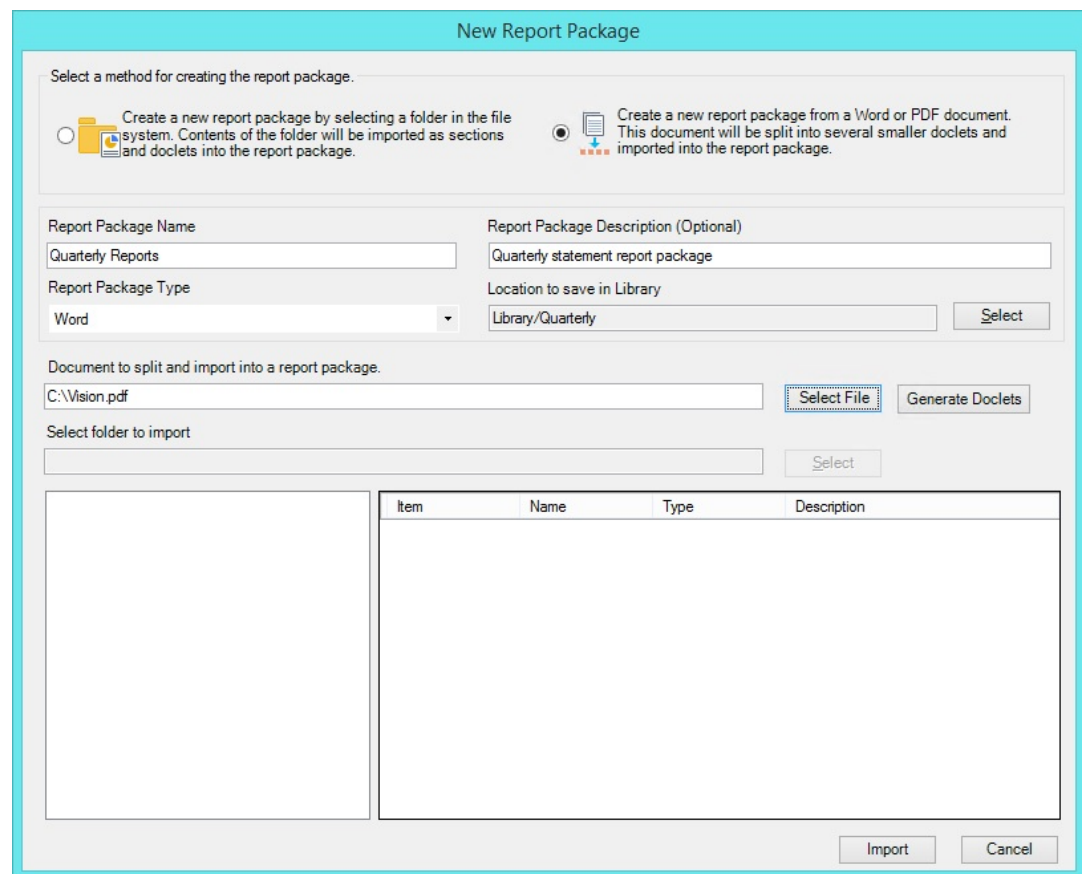 New Report Package
Select a method for creating the report package.
Create a new report package by selecting a folder in the file
system. Contents of the folder will be imported as sections
and doclets into the report package.
Create a new report package from a Word or PDF document.
This document will be split into several smaller doclets and
imported into the report package.
Report Package Name
Report Package Description (Optional)
Quarterly Reports
Quarterly statement report package
Report Package Type
Location to save in Library
Word
Library/Quarterly
Select
Document to split and import into a report package.
C:\Vision.pdf
Select File
Generate Doclets
Select folder to import
Select
Item Name Type Description
Import
Cancel